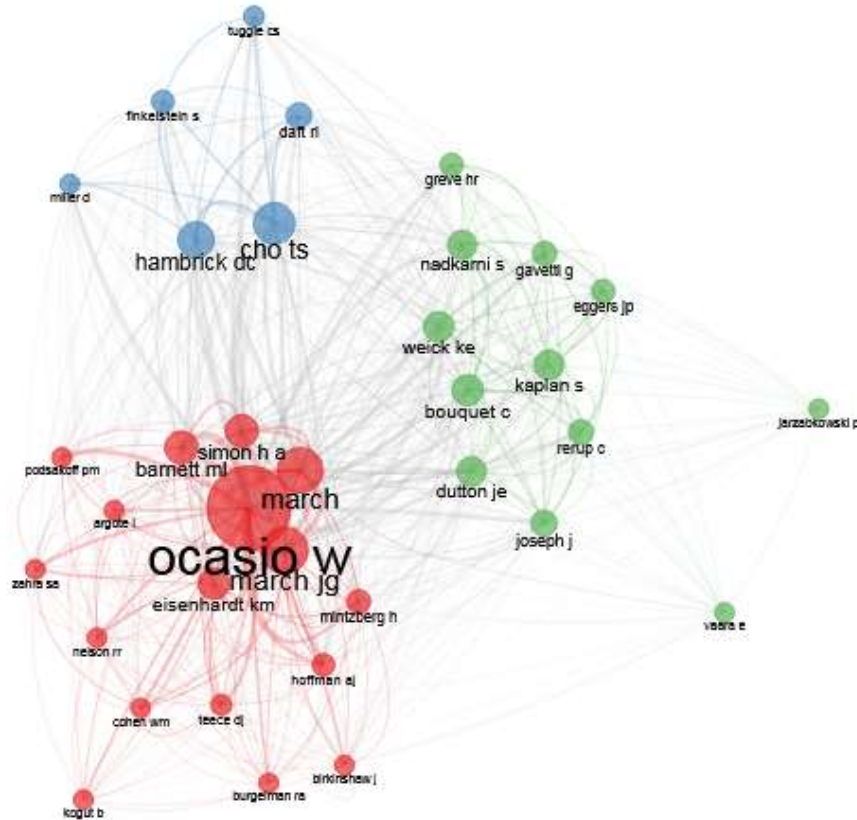 tuggle cs
finkelstein s
daft rl
miller d
hambrick dc
cho ts
greve hr
nadkarni s
gavetti g
eggers jp
weick ke
kaplan s
bouquet c
jarzabkowski p
rerup c
dutton je
joseph j
simon h a
barnett ml
podsakoff pm
march
argote l
ocasio w
march jg
zahra sa
eisenhardt km
mintzberg h
vaara e
nelson rr
hoffman aj
cohen wm
teece dj
birkinshaw j
burgelman ra
kogut b